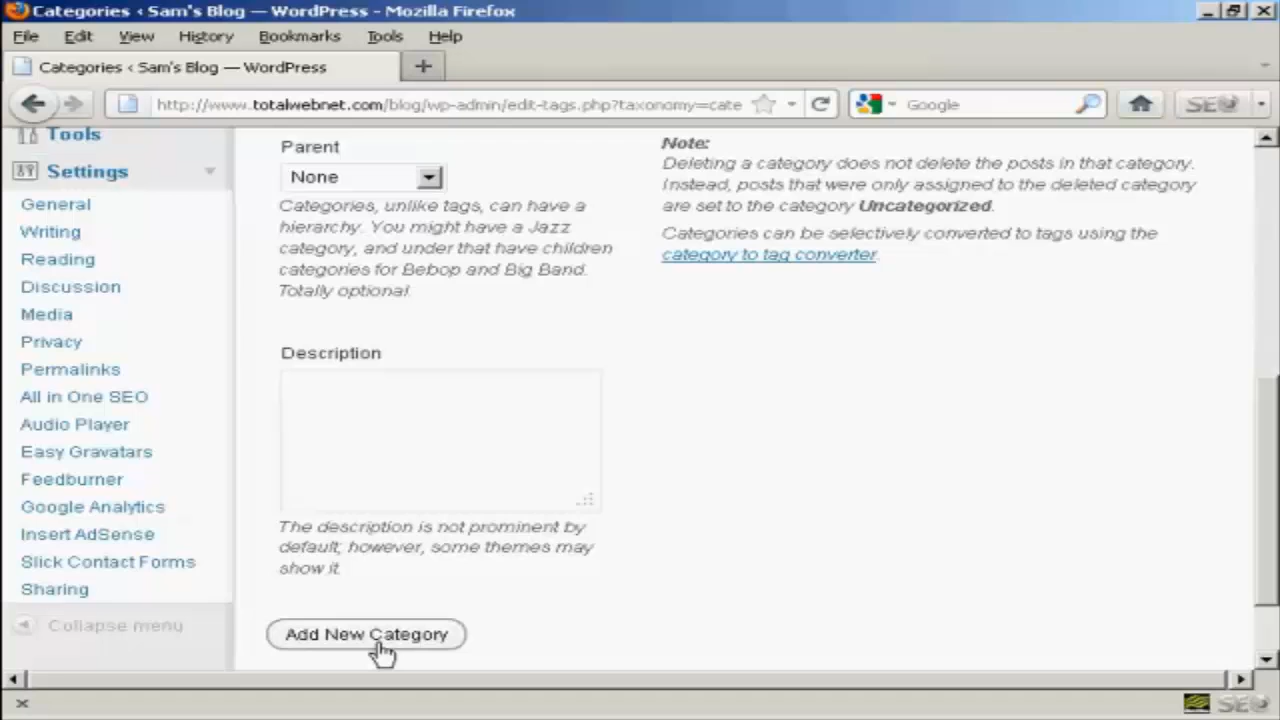 Categories ‹ Sam's Blog — WordPress - Mozilla Firefox
File Edit View History Bookmarks Tools Help
Categories ‹ Sam's Blog — WordPress
http://www.totalwebnet.com/blog/wp-admin/edit-tags.php?taxonomy=cate
Google
SEO
Tools
Settings
General
Writing
Reading
Discussion
Media
Privacy
Permalinks
All in One SEO
Audio Player
Easy Gravatars
Feedburner
Google Analytics
Insert AdSense
Slick Contact Forms
Sharing
Collapse menu
Parent
None
Categories, unlike tags, can have a
hierarchy. You might have a Jazz
category, and under that have children
categories for Bebop and Big Band.
Totally optional.
Description
The description is not prominent by
default; however, some themes may
show it.
Add New Category
Note:
Deleting a category does not delete the posts in that category.
Instead, posts that were only assigned to the deleted category
are set to the category Uncategorized.
Categories can be selectively converted to tags using the
category to tag converter.
SEO